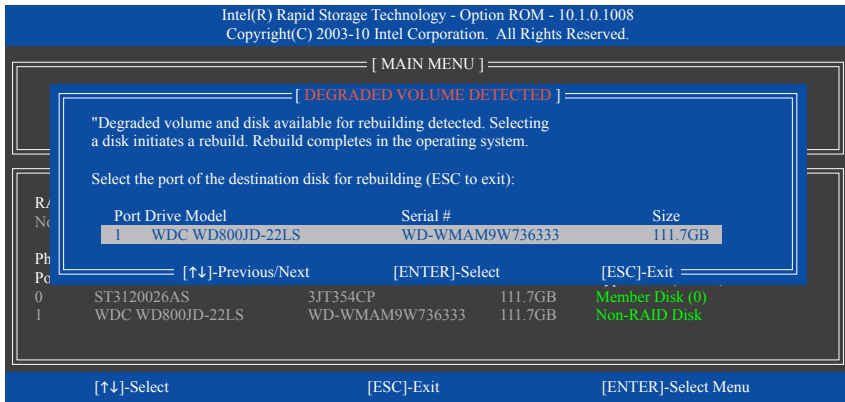 Intel(R) Rapid Storage Technology - Option ROM - 10.1.0.1008
Copyright(C) 2003-10 Intel Corporation. All Rights Reserved.
[ MAIN MENU ]
[ DEGRADED VOLUME DETECTED ]
"Degraded volume and disk available for rebuilding detected. Selecting
a disk initiates a rebuild. Rebuild completes in the operating system.
Select the port of the destination disk for rebuilding (ESC to exit):
Port Drive Model Serial # Size
1 WDC WD800JD-22LS WD-WMAM9W736333 111.7GB
[↑↓]-Previous/Next [ENTER]-Select [ESC]-Exit
0 ST3120026AS 3JT354CP 111.7GB Member Disk (0)
1 WDC WD800JD-22LS WD-WMAM9W736333 111.7GB Non-RAID Disk
[↑↓]-Select [ESC]-Exit [ENTER]-Select Menu